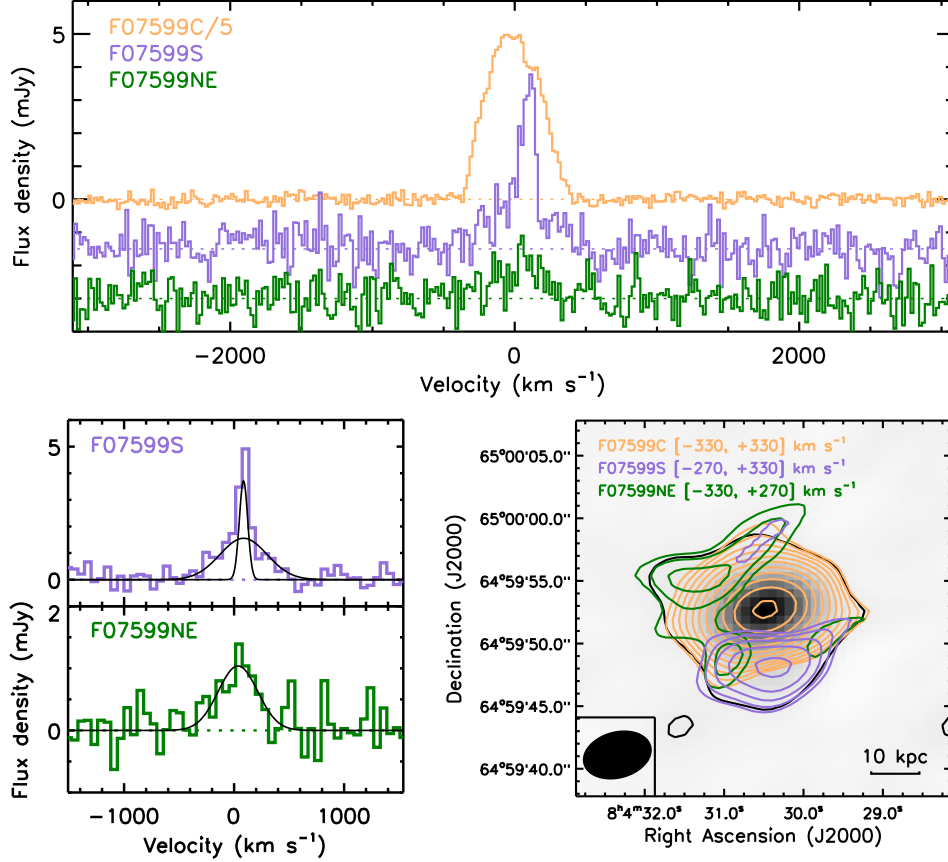 F07599C/5
F07599S
F07599NE
5
0
Flux density (mJy)
−2000 0 2000
Velocity (km s⁻¹)
F07599S
5
0
F07599NE
2
0
Flux density (mJy)
−1000 0 1000
Velocity (km s⁻¹)
F07599C [−330, +330] km s⁻¹
F07599S [−270, +330] km s⁻¹
F07599NE [−330, +270] km s⁻¹
65°00'05.0''
65°00'00.0''
64°59'55.0''
64°59'50.0''
64°59'45.0''
64°59'40.0''
Declination (J2000)
10 kpc
8ʰ4ᵐ32.0ˢ 31.0ˢ 30.0ˢ 29.0ˢ
Right Ascension (J2000)